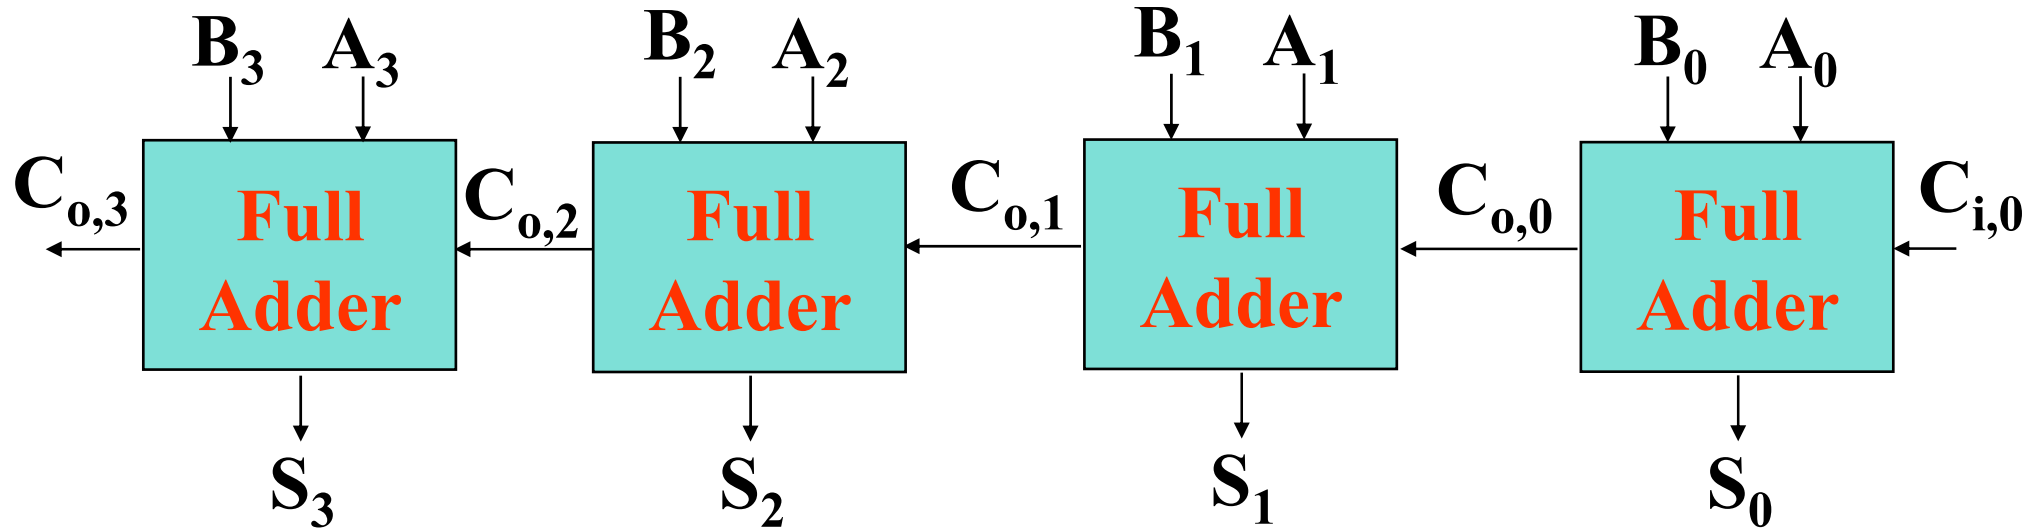 B3 A3 B2 A2 B1 A1 B0 A0
Co,3 Co,2 Co,1 Co,0 Ci,0
Full Full Full Full
Adder Adder Adder Adder
S3 S2 S1 S0